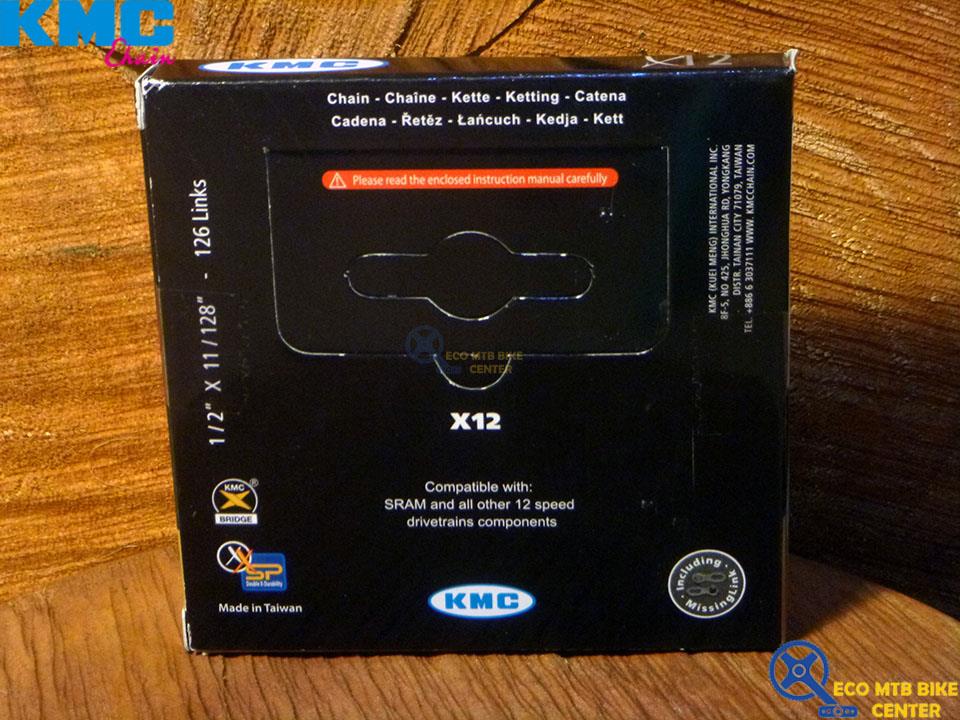 KMC
Chain
KMC
X12
Chain - Chaîne - Kette - Ketting - Catena
Cadena - Řetěz - Łańcuch - Kedja - Kett
Please read the enclosed instruction manual carefully
1/2" X 11/128" - 126 Links
KMC (KUEI MENG) INTERNATIONAL INC.
8F-5, NO 425, JHONGHUA RD, YONGKANG
DISTR. TAINAN CITY 71079, TAIWAN
TEL. +886 6 3037111 WWW. KMCCHAIN.COM
ECO MTB BIKE
CENTER
X12
Compatible with:
SRAM and all other 12 speed
drivetrains components
KMC
X
®
BRIDGE
XX
SP
Double X-Durability
Made in Taiwan
KMC
Including
MissingLink
ECO MTB BIKE
CENTER